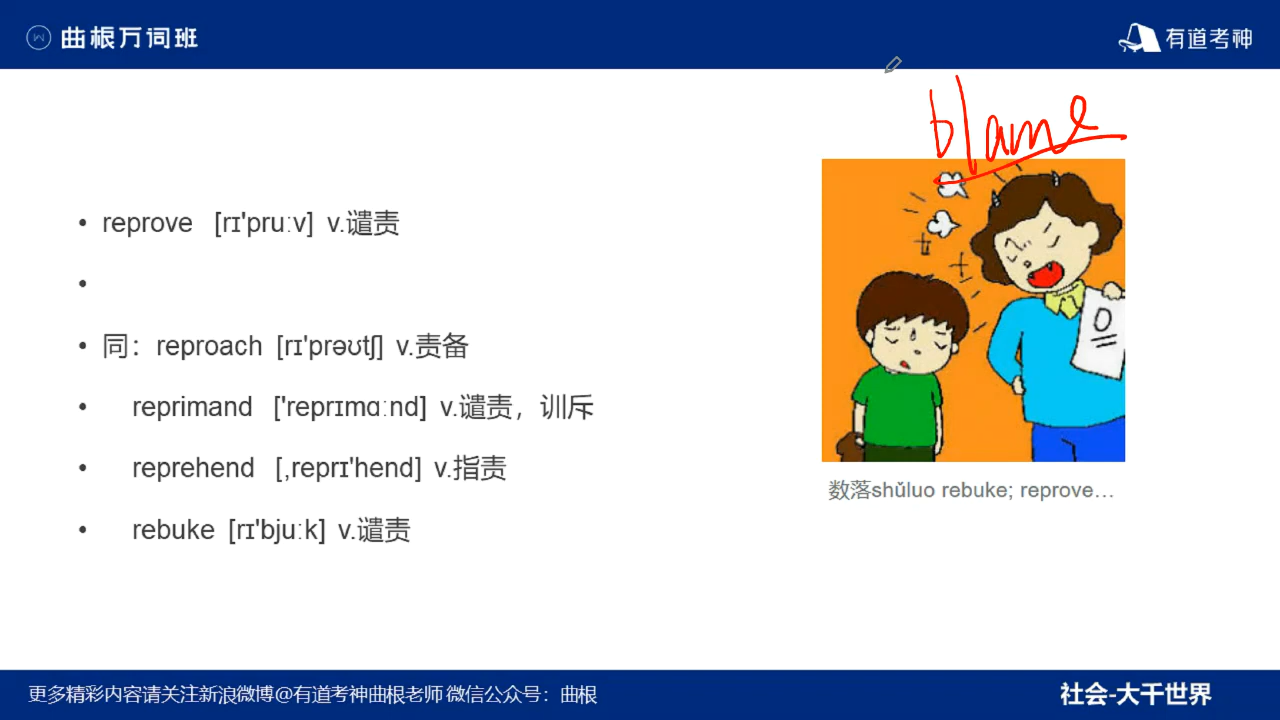 曲根万词班
有道考神
blame
• reprove [rɪ'pruːv] v.谴责
•
• 同：reproach [rɪ'prəʊtʃ] v.责备
• reprimand ['reprɪmɑːnd] v.谴责，训斥
• reprehend [ˌreprɪ'hend] v.指责
• rebuke [rɪ'bjuːk] v.谴责
0
数落shǔluo rebuke; reprove…
更多精彩内容请关注新浪微博@有道考神曲根老师 微信公众号：曲根
社会-大千世界